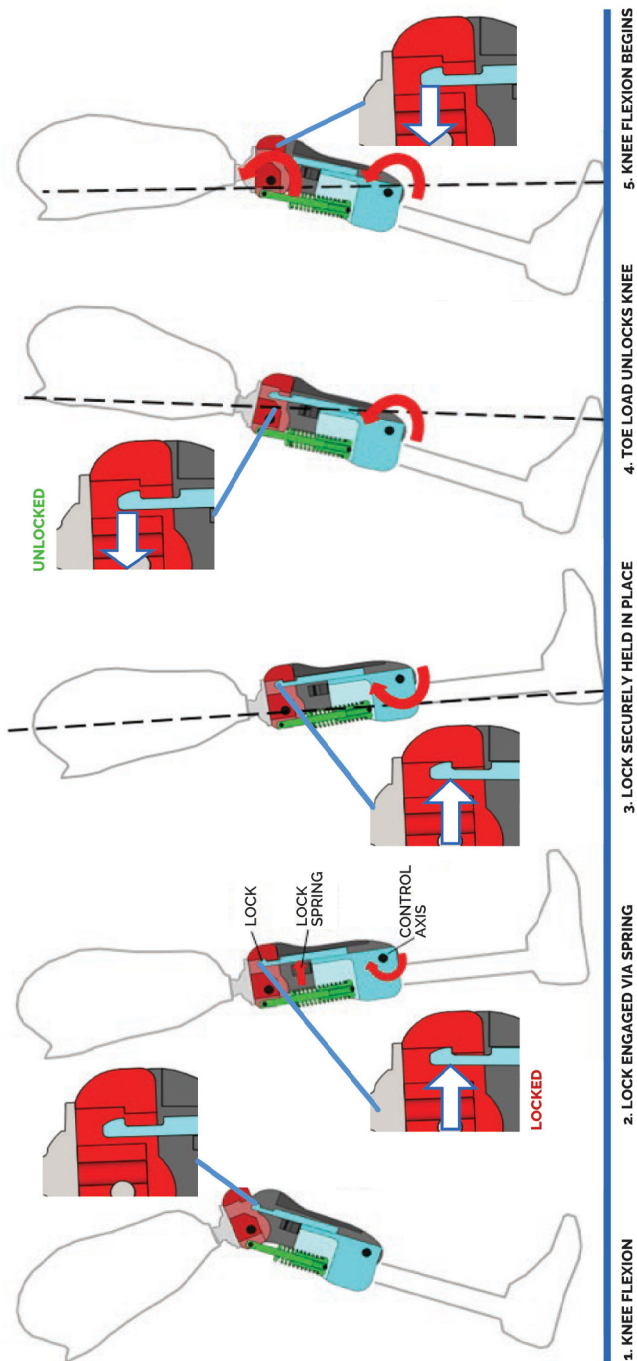 1. KNEE FLEXION
2. LOCK ENGAGED VIA SPRING
LOCKED
LOCK
LOCK
SPRING
CONTROL
AXIS
3. LOCK SECURELY HELD IN PLACE
4. TOE LOAD UNLOCKS KNEE
UNLOCKED
5. KNEE FLEXION BEGINS